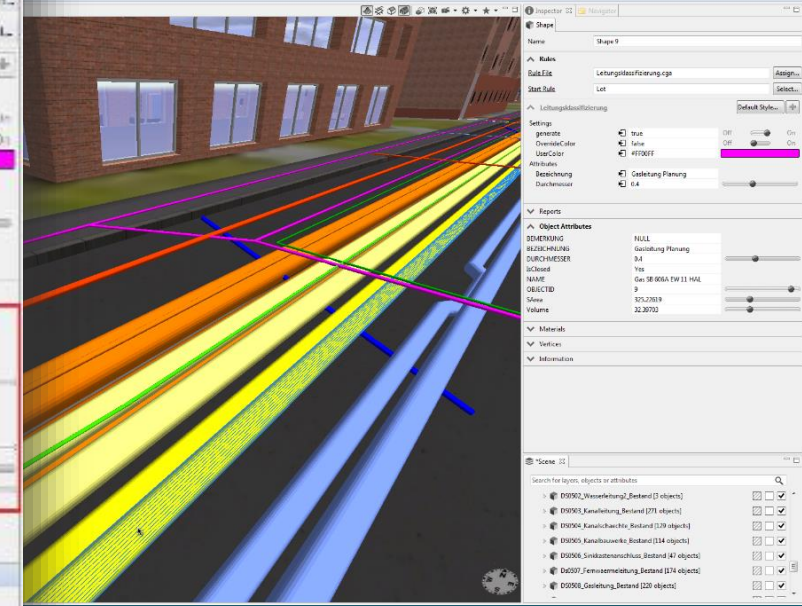 Inspector Navigator
Shape
Name Shape 9
Rules
Rule File Leitungsklassifizierung.cga Assign...
Start Rule Lot Select...
Leitungsklassifizierung Default Style...
Settings
generate true Off On
OverrideColor false Off On
UserColor #FF00FF
Attributes
Bezeichnung Gasleitung Planung
Durchmesser 0.4
Reports
Object Attributes
BEMERKUNG NULL
BEZEICHNUNG Gasleitung Planung
DURCHMESSER 0.4
IsClosed Yes
NAME Gas SB 606A EW 11 HAL
OBJECTID 9
SArea 325.22619
Volume 32.39703
Materials
Vertices
Information
*Scene
Search for layers, objects or attributes
DS0502_Wasserleitung2_Bestand [3 objects]
DS0503_Kanalleitung_Bestand [271 objects]
DS0504_Kanalschaechte_Bestand [129 objects]
DS0505_Kanalbauwerke_Bestand [114 objects]
DS0506_Sinkkastenanschluss_Bestand [47 objects]
Ds0507_Fernwaermeleitung_Bestand [174 objects]
DS0508_Gasleitung_Bestand [220 objects]